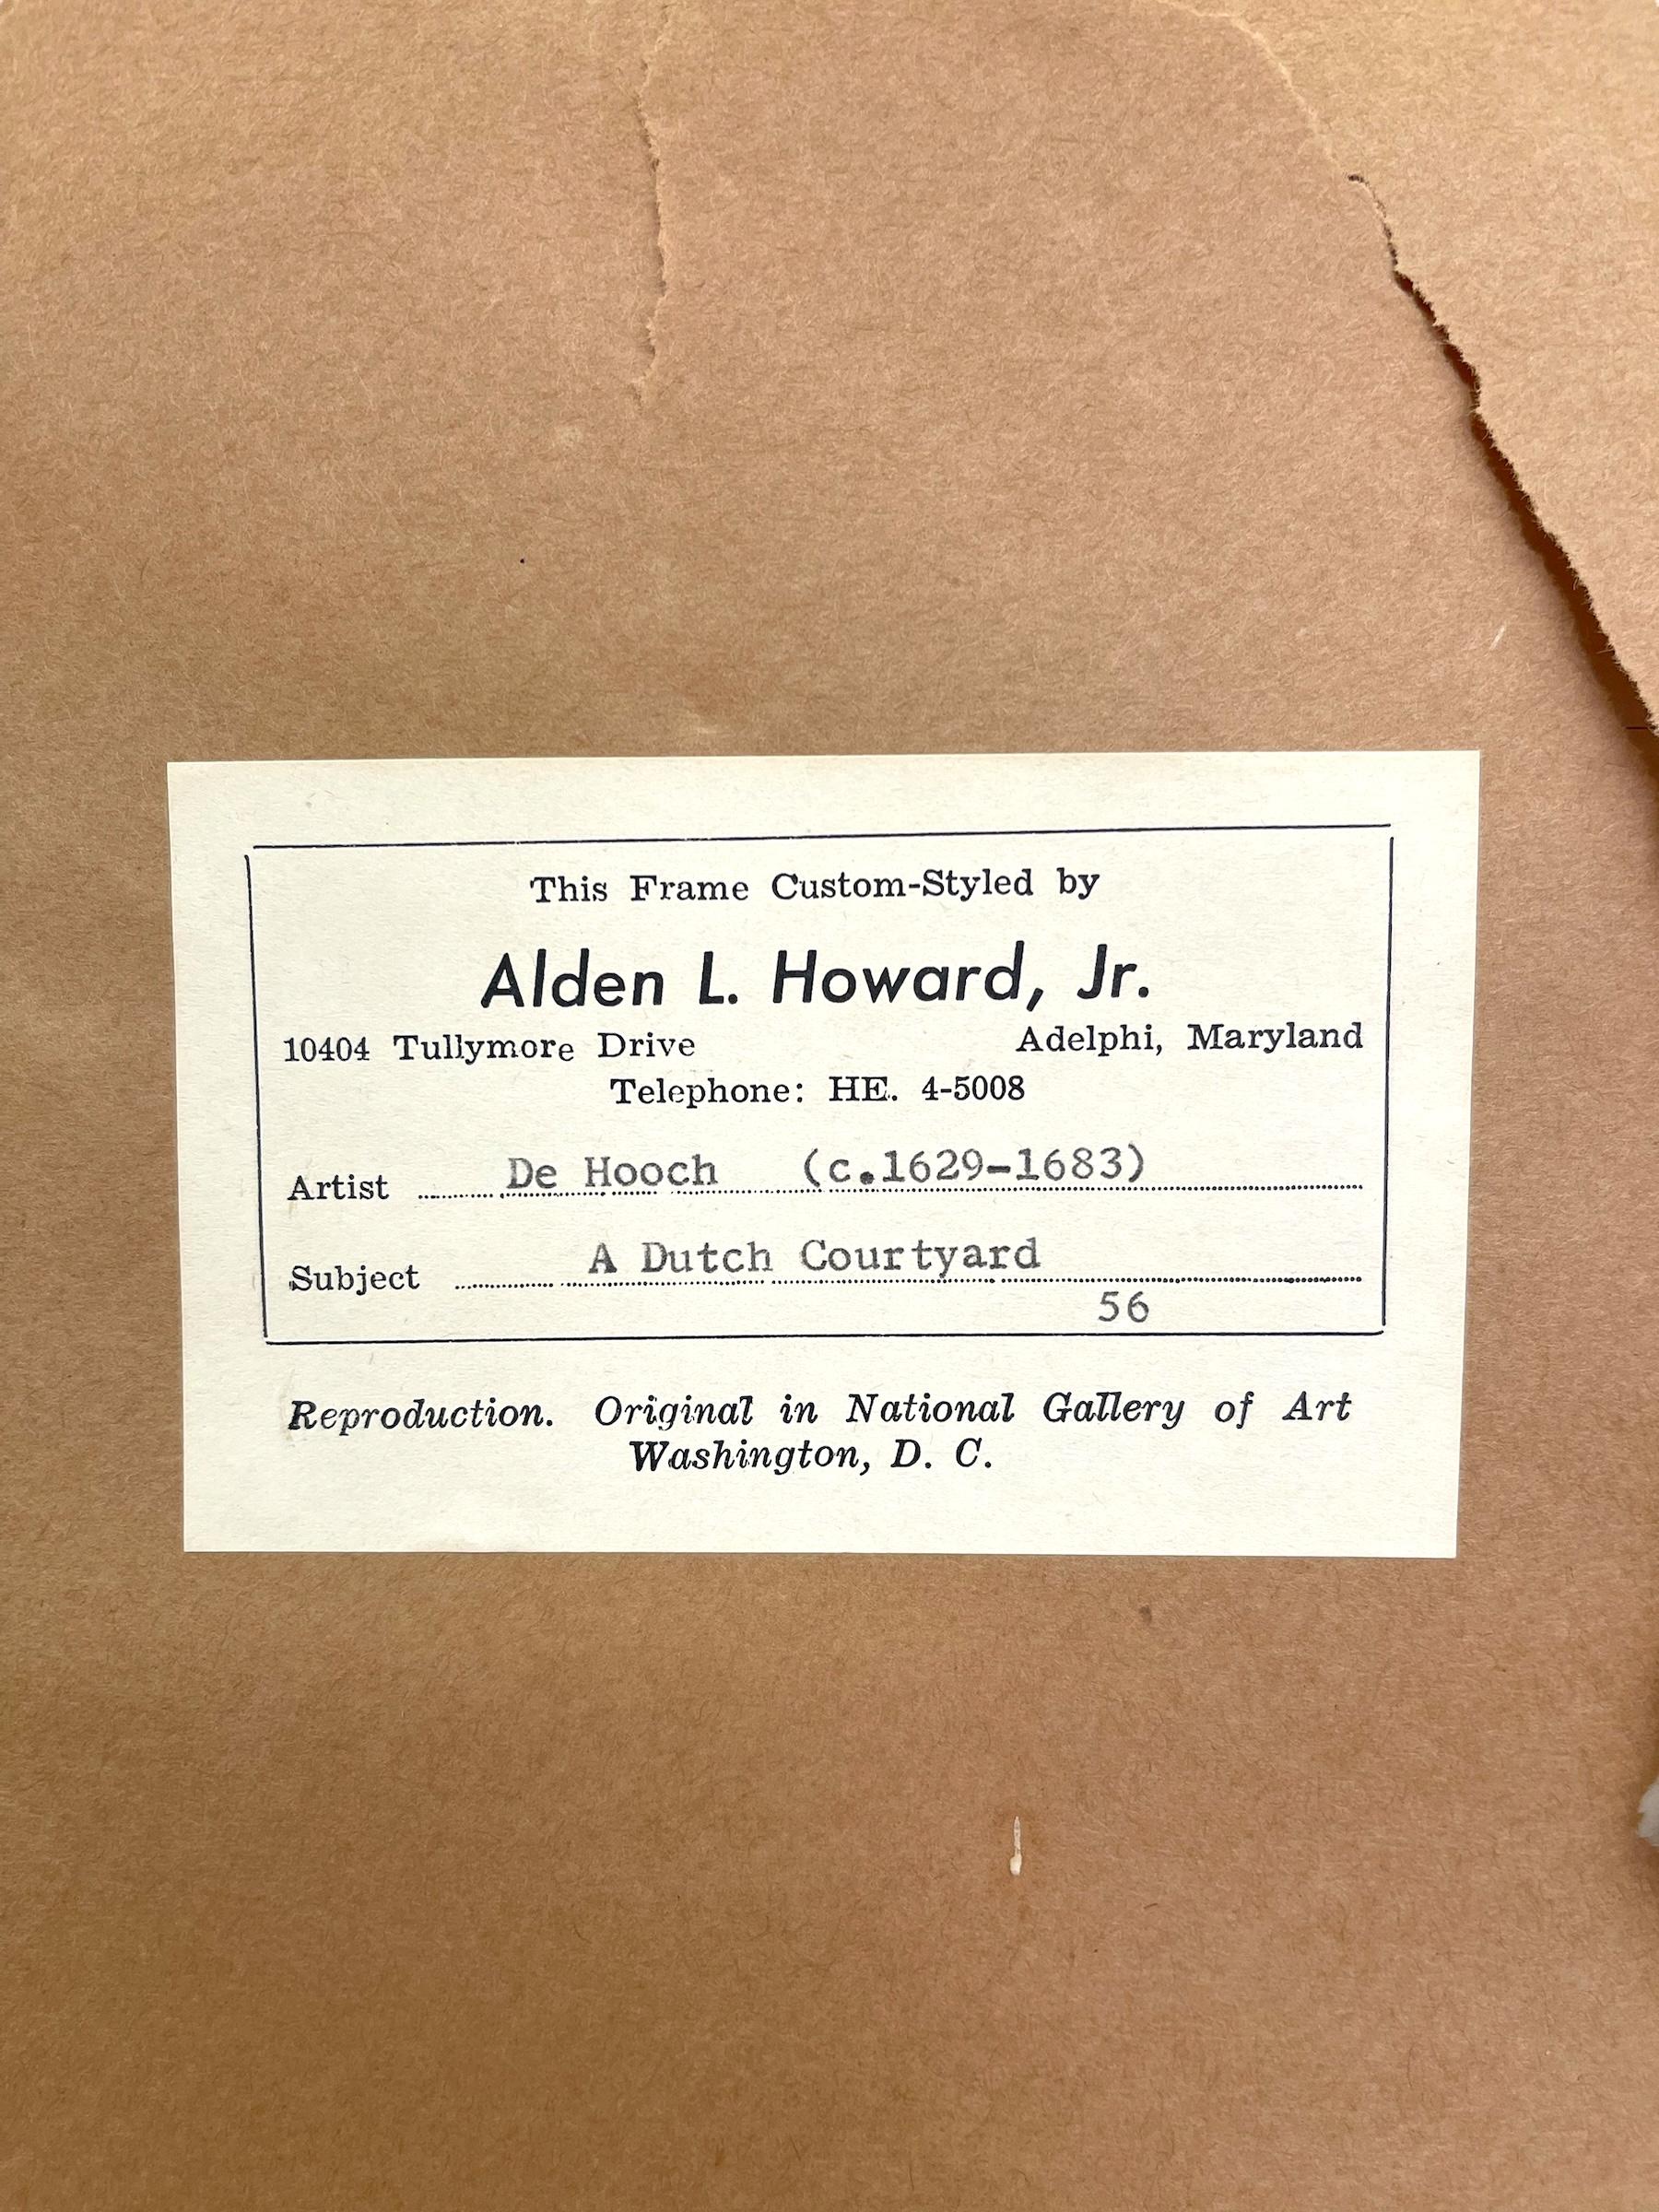 This Frame Custom-Styled by
Alden L. Howard, Jr.
10404 Tullymore Drive Adelphi, Maryland
Telephone: HE. 4-5008
Artist De Hooch (c.1629-1683)
Subject A Dutch Courtyard
56
Reproduction. Original in National Gallery of Art
Washington, D. C.